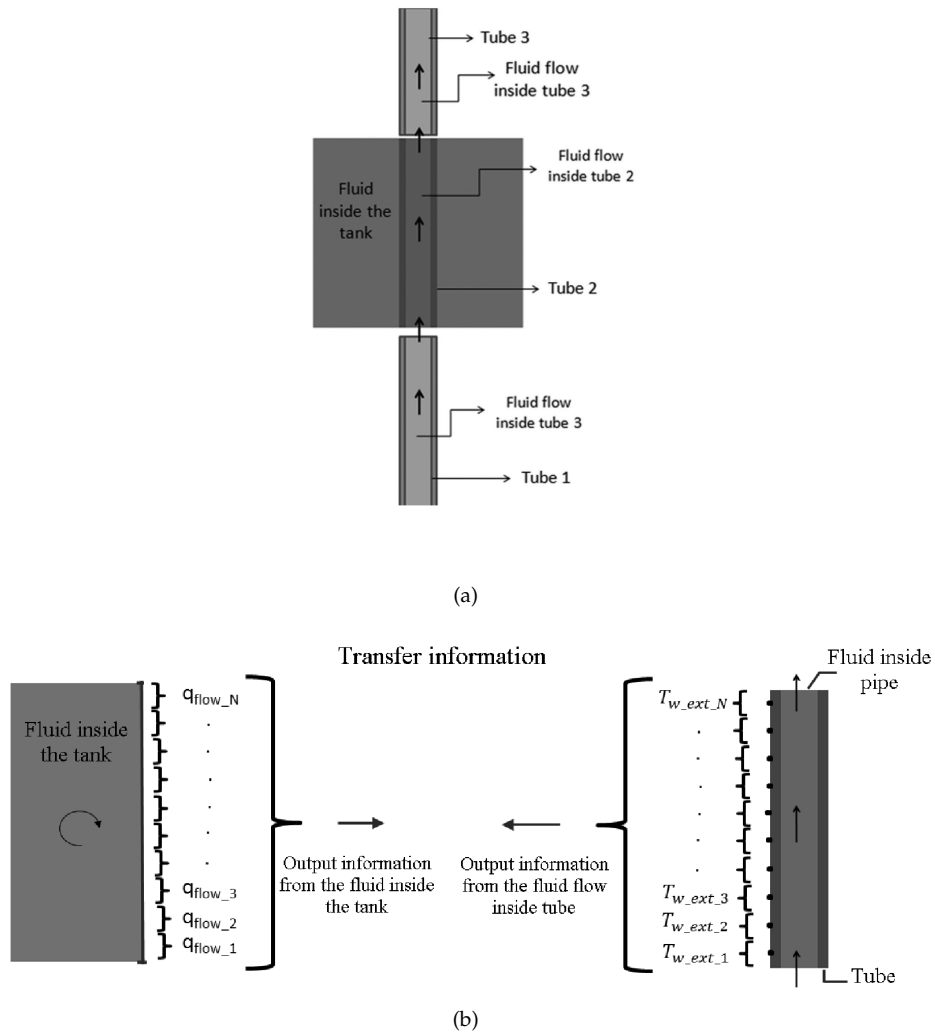 Tube 3
Fluid flow
inside tube 3
Fluid flow
inside tube 2
Fluid
inside the
tank
Tube 2
Fluid flow
inside tube 3
Tube 1
(a)
Transfer information
Fluid inside
pipe
q_flow_N
T_w_ext_N
Fluid inside
the tank
.
.
.
.
.
.
.
.
.
.
.
.
Output information
from the fluid inside
the tank
Output information
from the fluid flow
inside tube
q_flow_3
q_flow_2
q_flow_1
T_w_ext_3
T_w_ext_2
T_w_ext_1
Tube
(b)